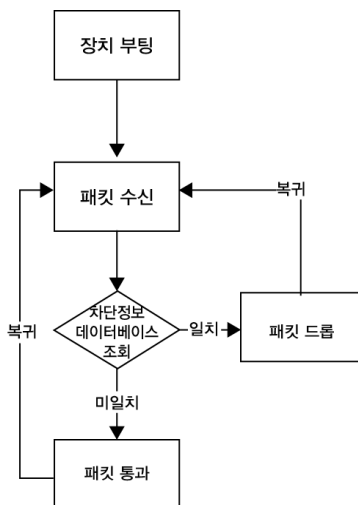 장치 부팅
패킷 수신
복귀
차단정보
데이터베이스
조회
일치
복귀
패킷 드롭
미일치
패킷 통과